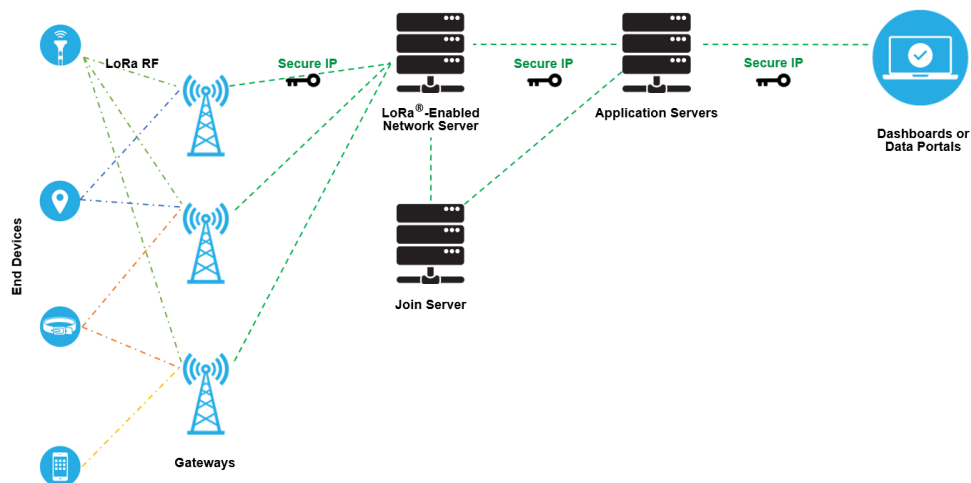 LoRa RF
Secure IP
Secure IP
Secure IP
LoRa®-Enabled
Network Server
Application Servers
Dashboards or
Data Portals
End Devices
Join Server
Gateways